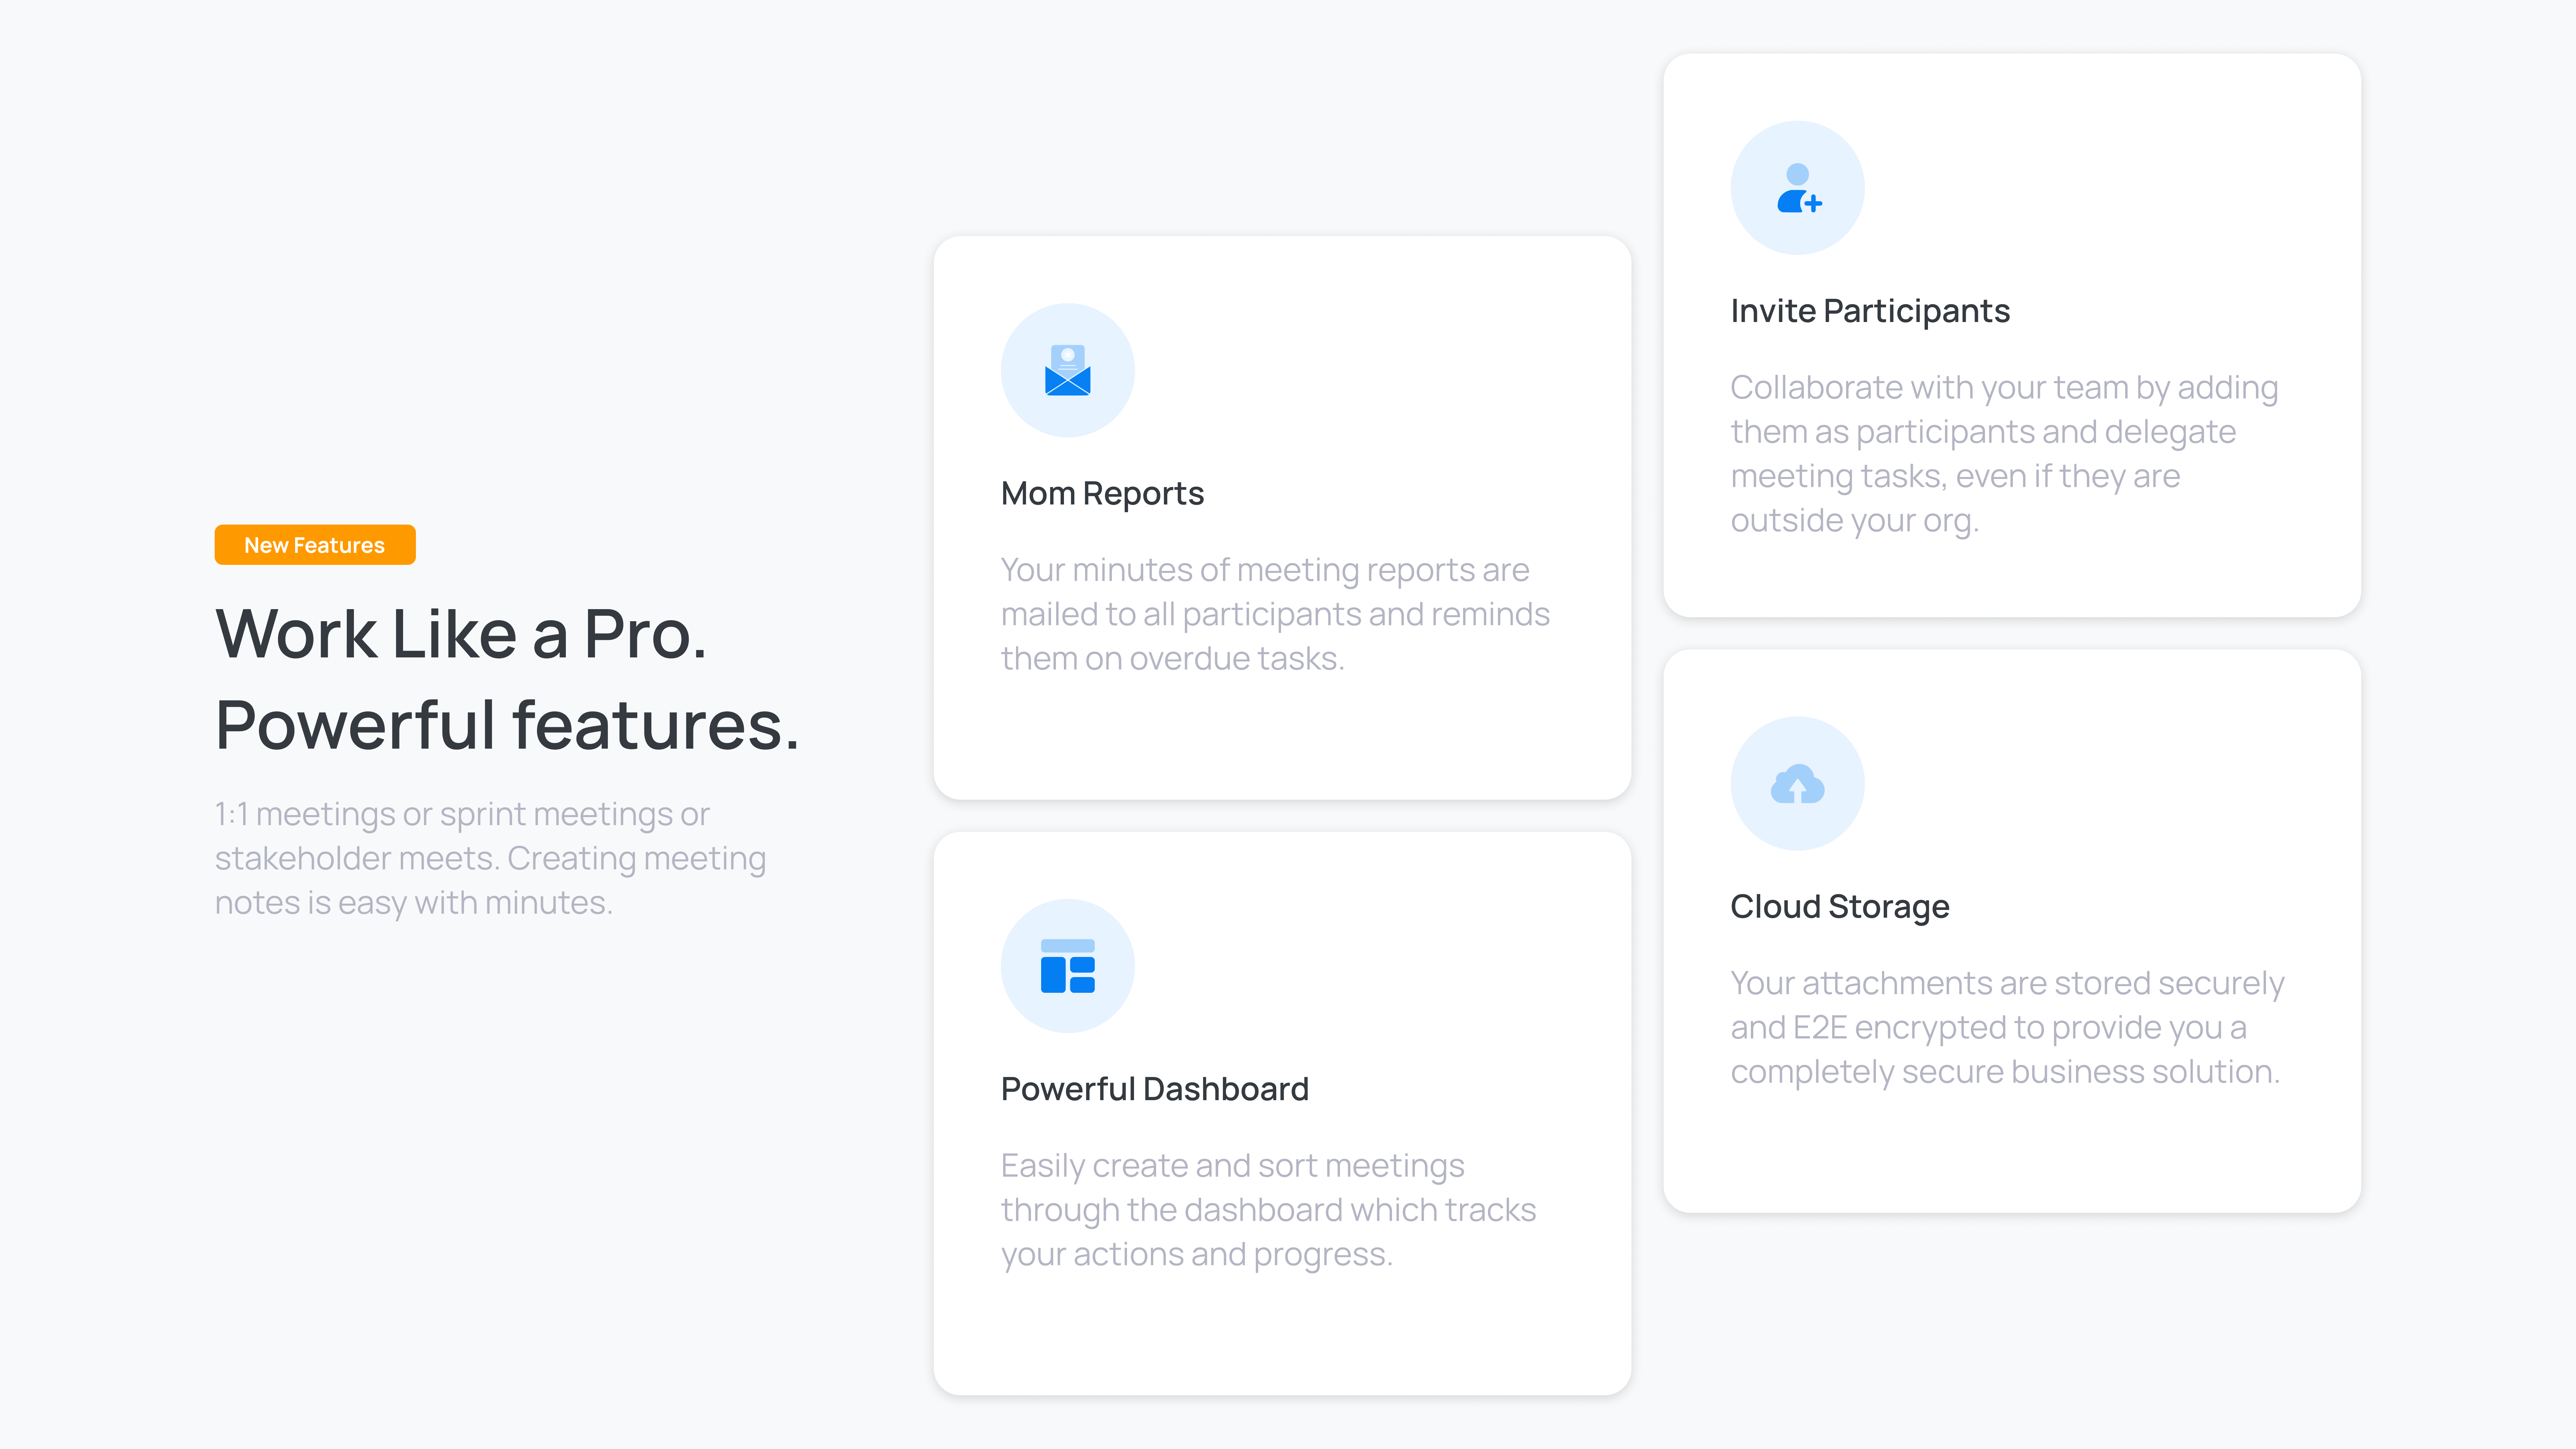 New Features
Work Like a Pro.
Powerful features.
1:1 meetings or sprint meetings or
stakeholder meets. Creating meeting
notes is easy with minutes.
Mom Reports
Your minutes of meeting reports are
mailed to all participants and reminds
them on overdue tasks.
Powerful Dashboard
Easily create and sort meetings
through the dashboard which tracks
your actions and progress.
Invite Participants
Collaborate with your team by adding
them as participants and delegate
meeting tasks, even if they are
outside your org.
Cloud Storage
Your attachments are stored securely
and E2E encrypted to provide you a
completely secure business solution.